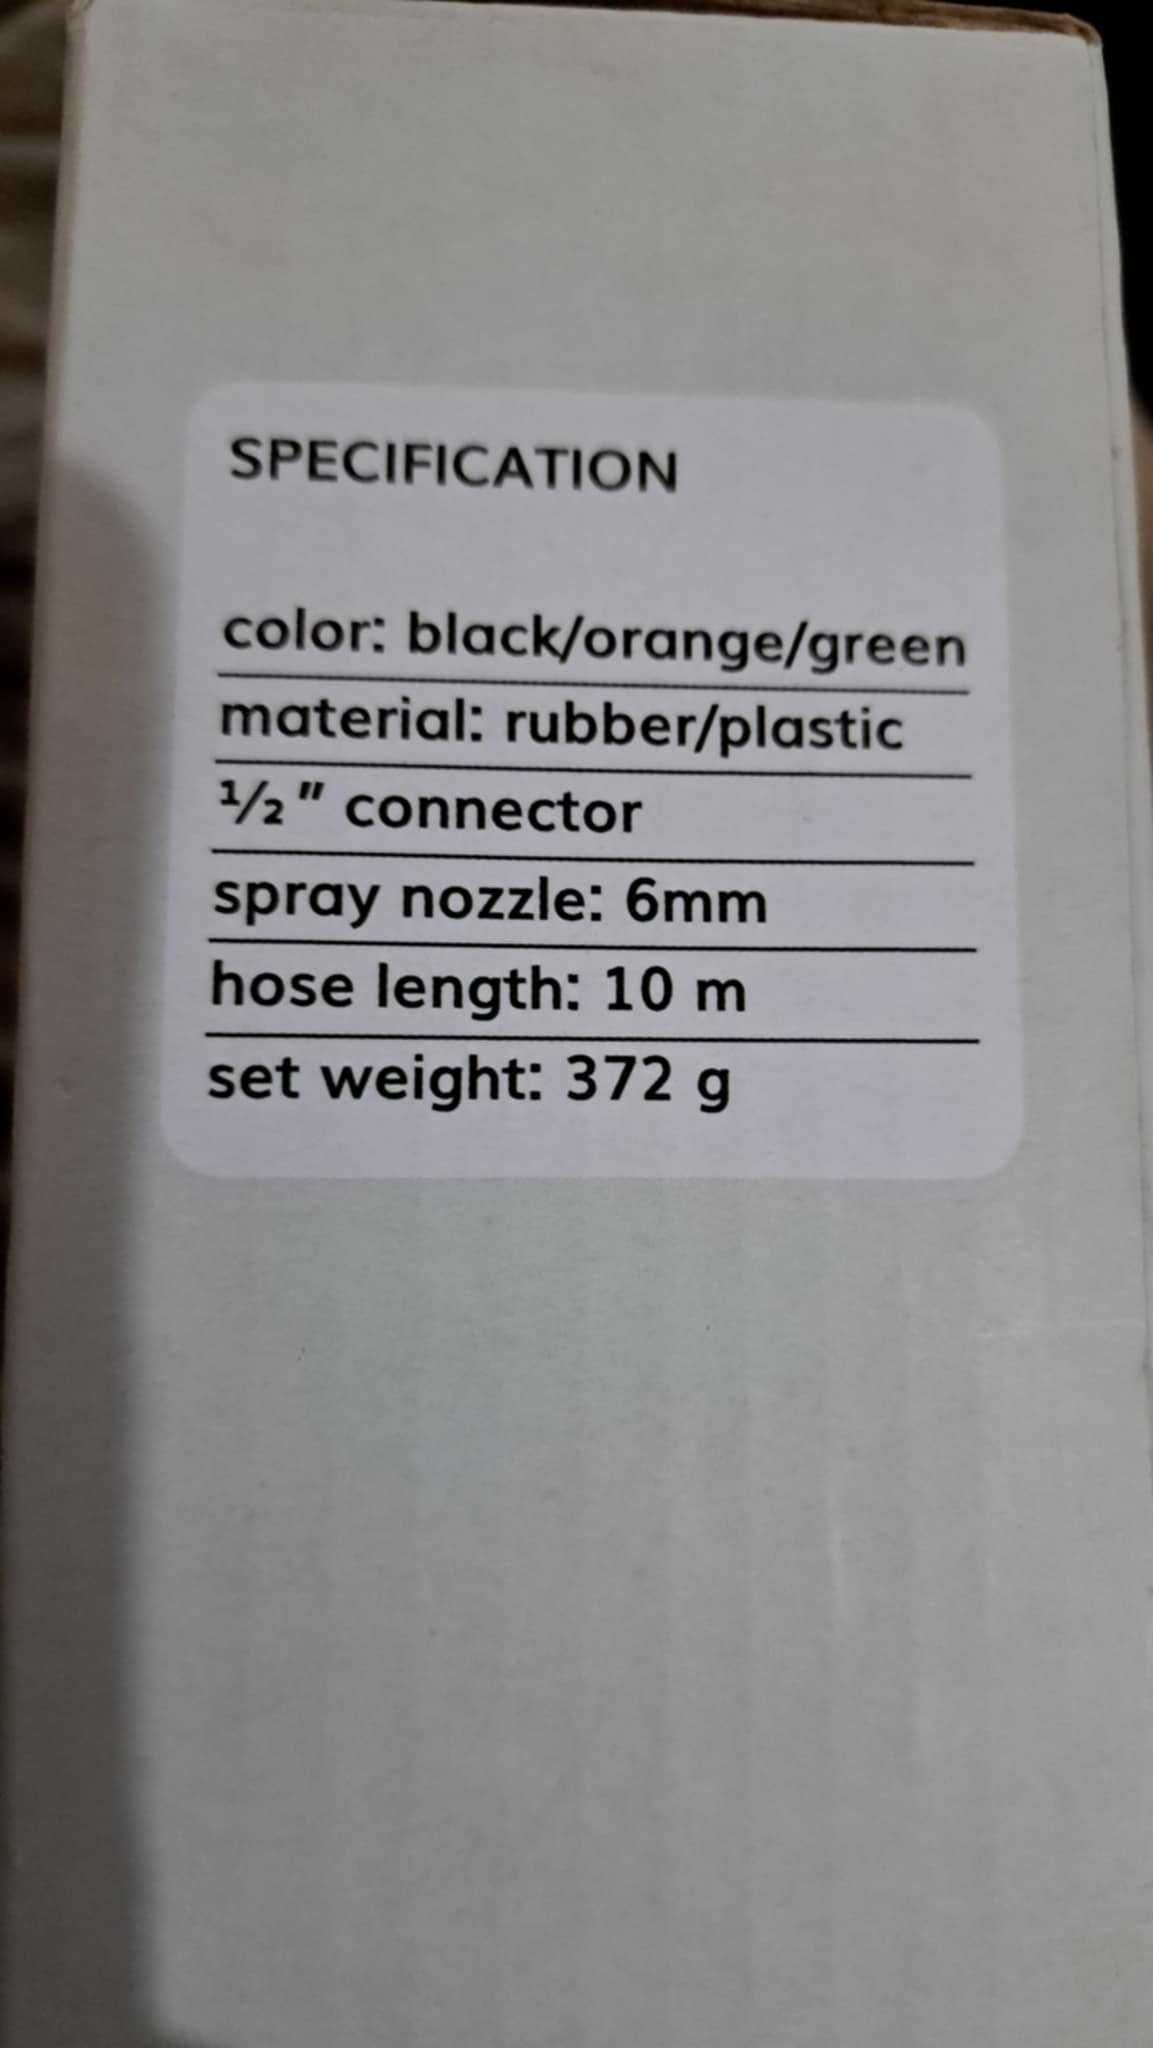 SPECIFICATION
color: black/orange/green
material: rubber/plastic
½" connector
spray nozzle: 6mm
hose length: 10 m
set weight: 372 g